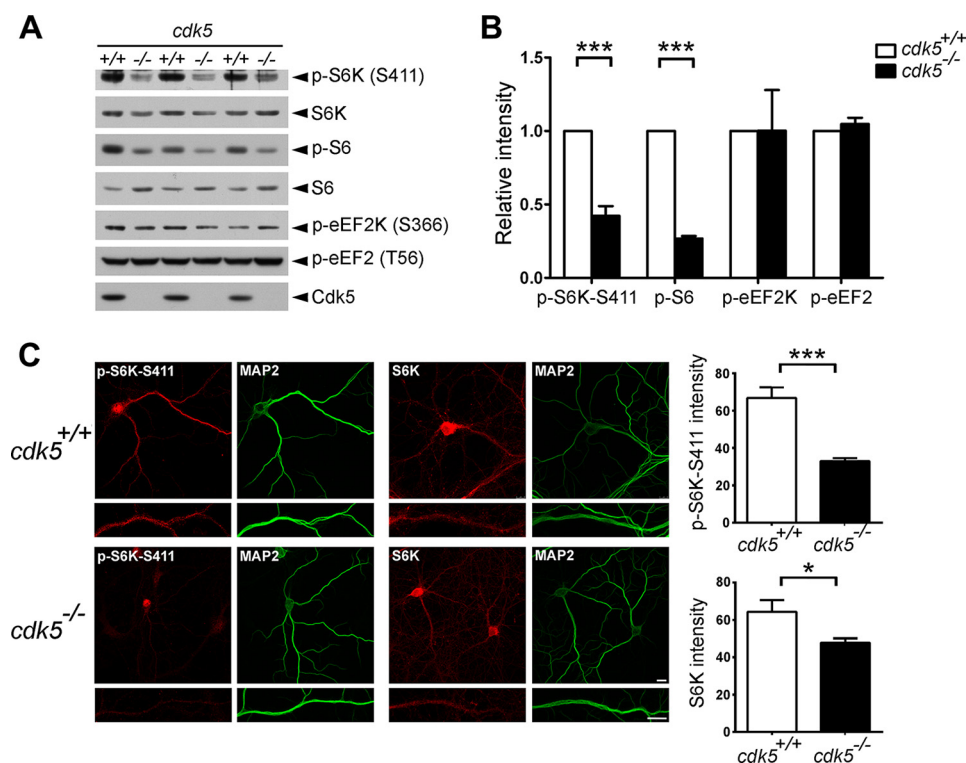 A
cdk5
+/+ -/- +/+ -/- +/+ -/-
p-S6K (S411)
S6K
p-S6
S6
p-eEF2K (S366)
p-eEF2 (T56)
Cdk5
B
***
***
cdk5+/+
cdk5-/-
Relative intensity
1.5
1.0
0.5
0.0
p-S6K-S411
p-S6
p-eEF2K
p-eEF2
C
cdk5+/+
p-S6K-S411
MAP2
S6K
MAP2
cdk5-/-
p-S6K-S411
MAP2
S6K
MAP2
p-S6K-S411 intensity
80
60
40
20
0
***
cdk5+/+
cdk5-/-
S6K intensity
80
60
40
20
0
*
cdk5+/+
cdk5-/-